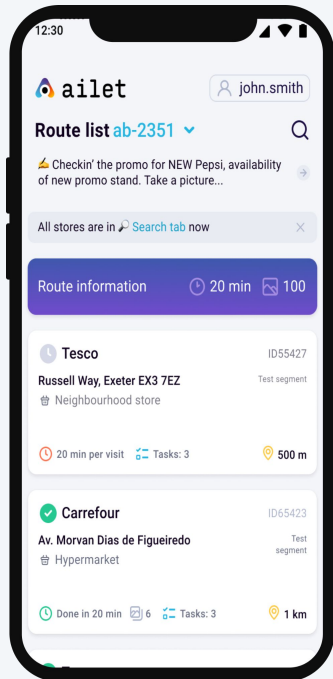 12:30
ailet
john.smith
Route list ab-2351
✍️ Checkin' the promo for NEW Pepsi, availability
of new promo stand. Take a picture...
All stores are in 🔎 Search tab now
Route information 20 min 100
Tesco ID55427
Russell Way, Exeter EX3 7EZ Test segment
Neighbourhood store
20 min per visit Tasks: 3 500 m
Carrefour ID65423
Av. Morvan Dias de Figueiredo Test
segment
Hypermarket
Done in 20 min 6 Tasks: 3 1 km